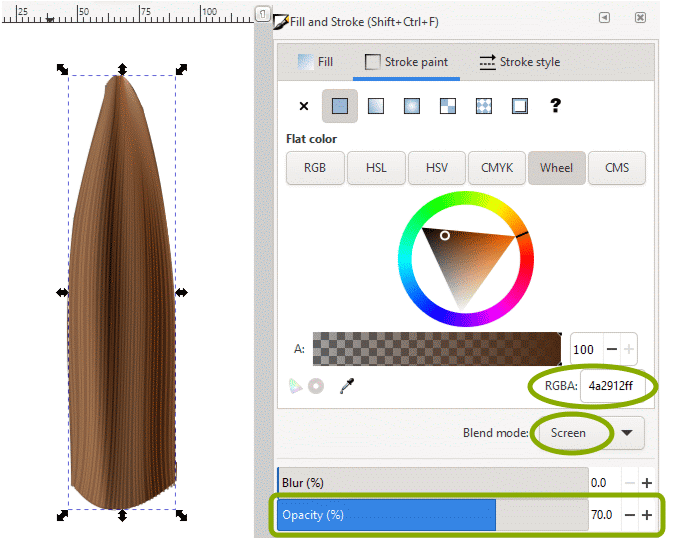 25 50 75 100
Fill and Stroke (Shift+Ctrl+F)
Fill Stroke paint Stroke style
?
Flat color
RGB HSL HSV CMYK Wheel CMS
A: 100
RGBA: 4a2912ff
Blend mode: Screen
Blur (%) 0.0
Opacity (%) 70.0